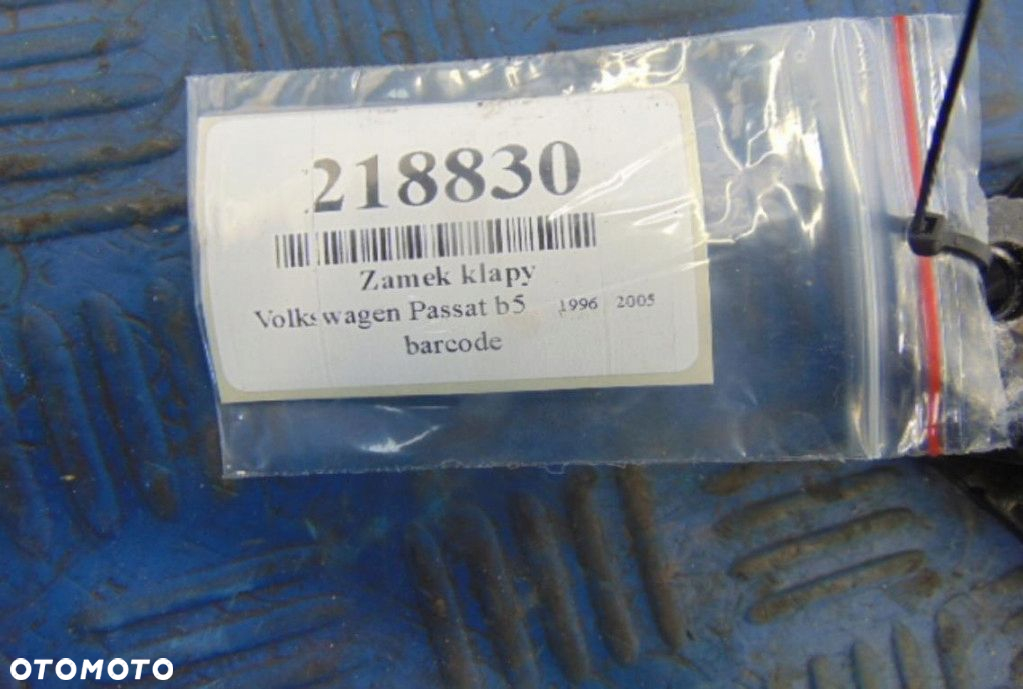 218830
Zamek klapy
Volkswagen Passat b5 1996 2005
barcode
OTOMOTO